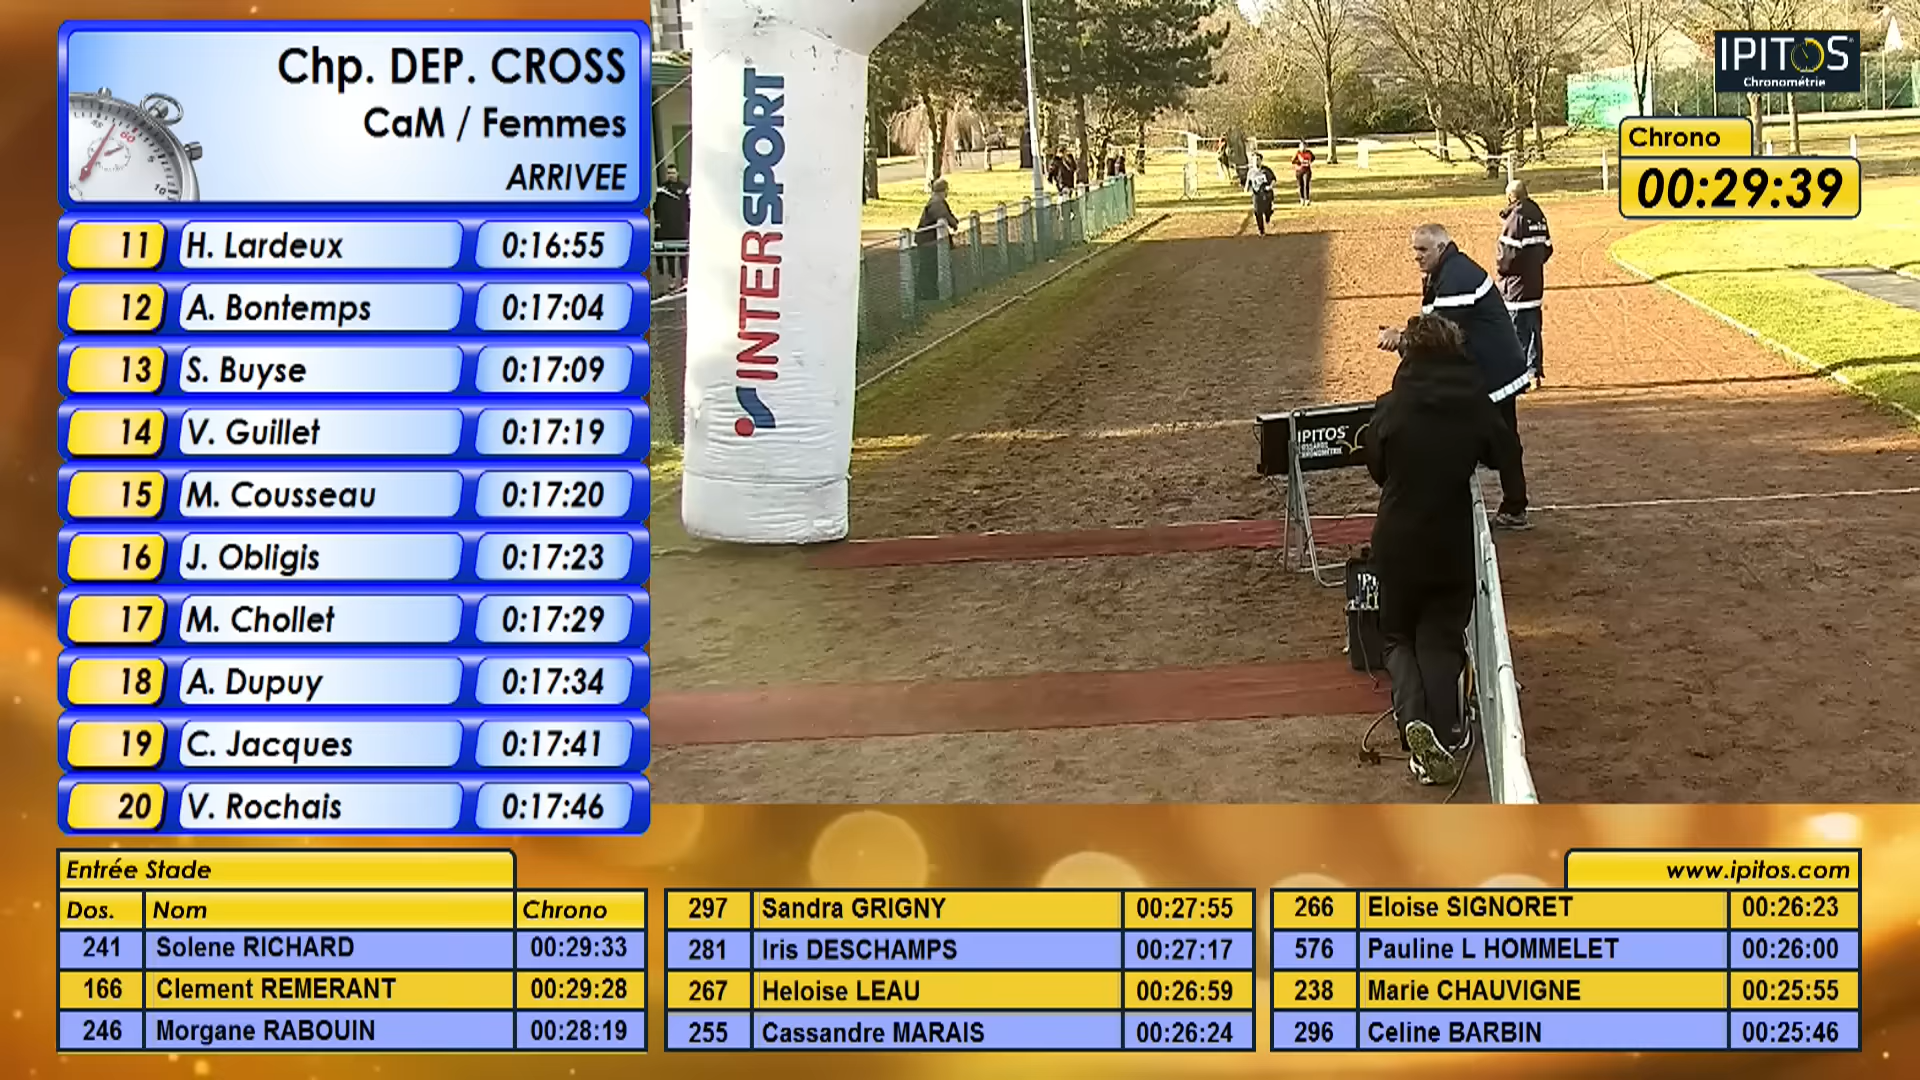 Chp. DEP. CROSS
CaM / Femmes
ARRIVEE
11 H. Lardeux 0:16:55
12 A. Bontemps 0:17:04
13 S. Buyse 0:17:09
14 V. Guillet 0:17:19
15 M. Cousseau 0:17:20
16 J. Obligis 0:17:23
17 M. Chollet 0:17:29
18 A. Dupuy 0:17:34
19 C. Jacques 0:17:41
20 V. Rochais 0:17:46
INTERSPORT
IPITOS
Chronométrie
Chrono
00:29:39
IPITOS
CHRONOMÉTRIE
Entrée Stade
Dos. Nom Chrono
241 Solene RICHARD 00:29:33
166 Clement REMERANT 00:29:28
246 Morgane RABOUIN 00:28:19
297 Sandra GRIGNY 00:27:55
281 Iris DESCHAMPS 00:27:17
267 Heloise LEAU 00:26:59
255 Cassandre MARAIS 00:26:24
www.ipitos.com
266 Eloise SIGNORET 00:26:23
576 Pauline L HOMMELET 00:26:00
238 Marie CHAUVIGNE 00:25:55
296 Celine BARBIN 00:25:46